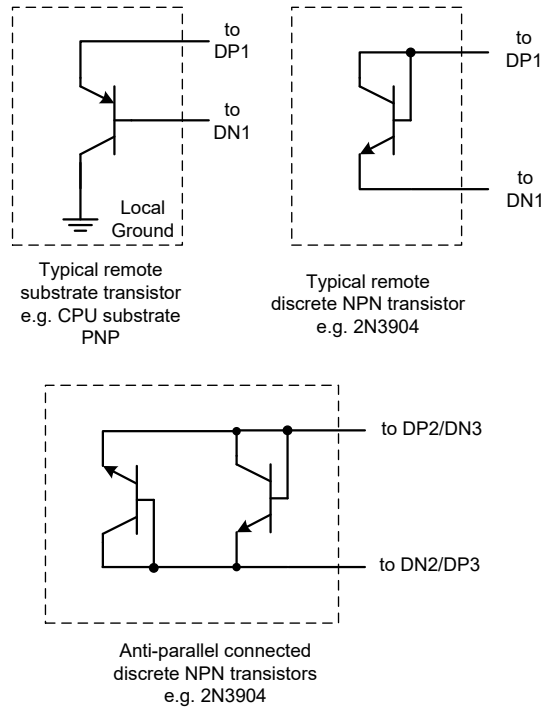 to
DP1
to
DN1
Local
Ground
Typical remote
substrate transistor
e.g. CPU substrate
PNP
to
DP1
to
DN1
Typical remote
discrete NPN transistor
e.g. 2N3904
to DP2/DN3
to DN2/DP3
Anti-parallel connected
discrete NPN transistors
e.g. 2N3904